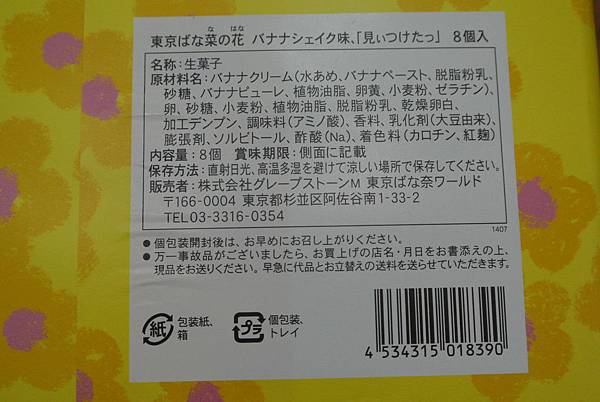 東京ばな菜の花 バナナシェイク味、「見ぃつけたっ」 8個入
名称：生菓子
原材料名：バナナクリーム（水あめ、バナナペースト、脱脂粉乳、
砂糖、バナナピューレ、植物油脂、卵黄、小麦粉、ゼラチン）、
卵、砂糖、小麦粉、植物油脂、脱脂粉乳、乾燥卵白、
加工デンプン、調味料（アミノ酸）、香料、乳化剤（大豆由来）、
膨張剤、ソルビトール、酢酸（Na）、着色料（カロチン、紅麹）
内容量：8個 賞味期限：側面に記載
保存方法：直射日光、高温多湿を避けて涼しい場所で保存してください。
販売者：株式会社グレープストーンM 東京ばな奈ワールド
〒166-0004 東京都杉並区阿佐谷南1-33-2
TEL03-3316-0354
1407
●個包装開封後は、お早めにお召し上がりください。
●万一事故品がございましたら、お買上げの店名・月日をお書添えの上、
現品をお送りください。早急に代品とお立替えの送料を送らせていただきます。
紙 包装紙、
箱
プラ 個包装、
トレイ
4 534315 018390